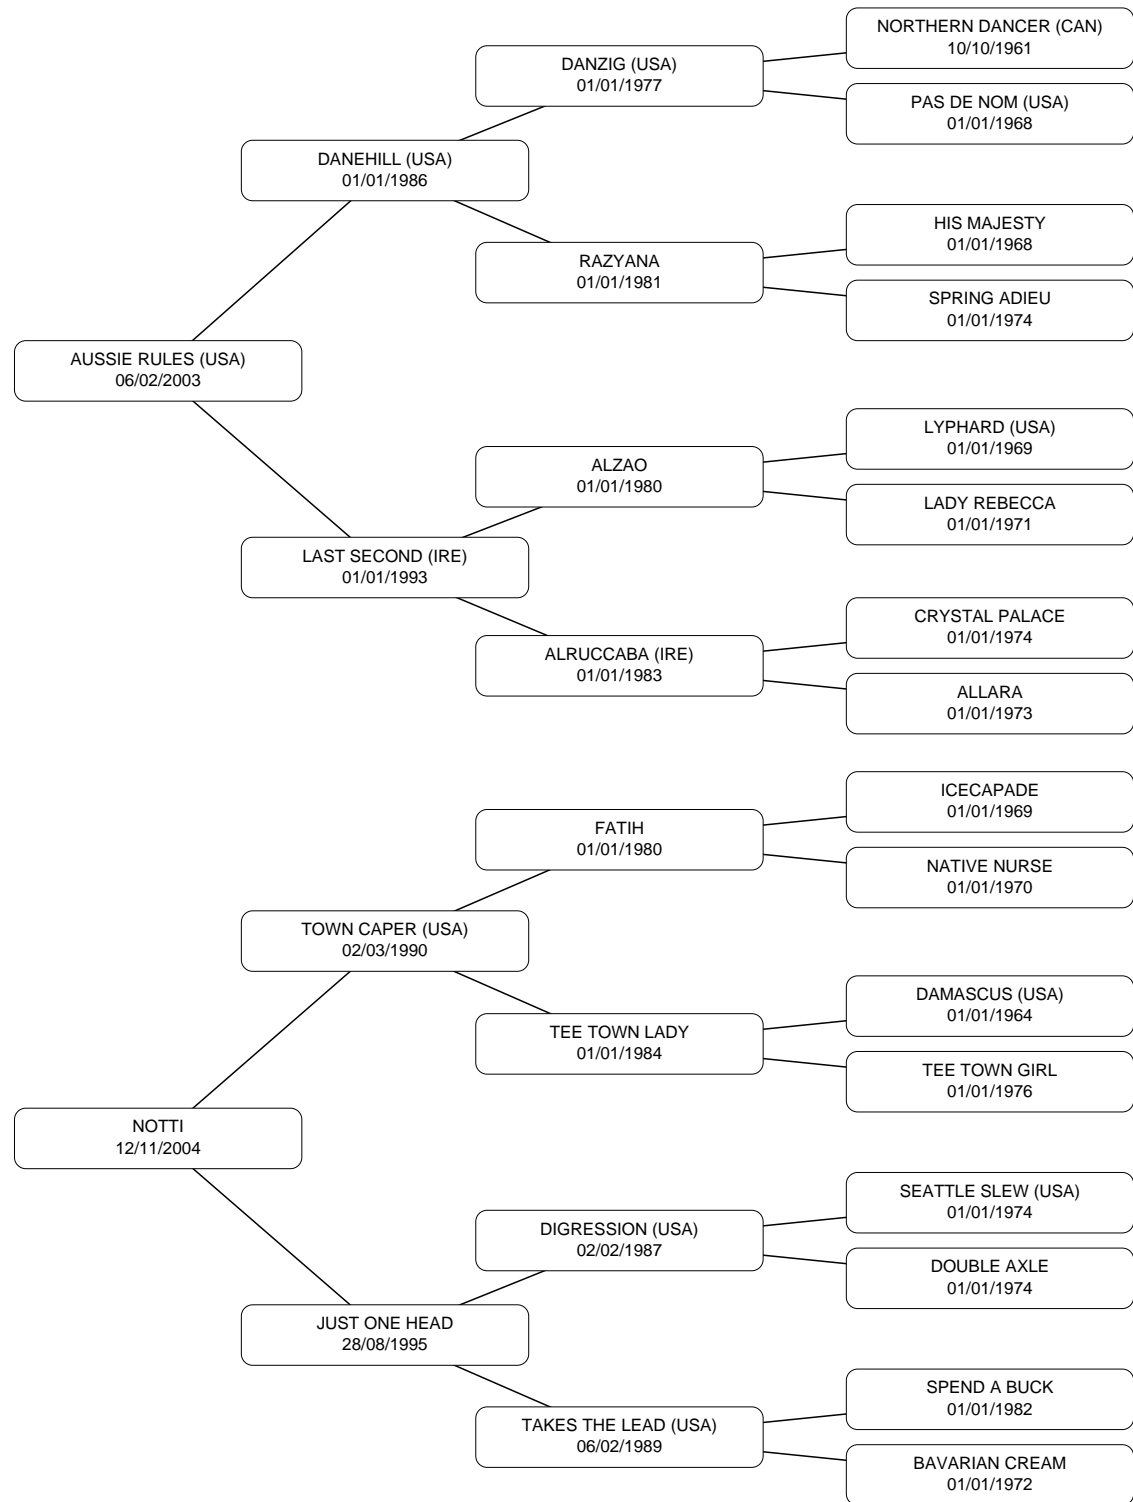 NORTHERN DANCER (CAN)
10/10/1961
DANZIG (USA)
01/01/1977
PAS DE NOM (USA)
01/01/1968
DANEHILL (USA)
01/01/1986
HIS MAJESTY
01/01/1968
RAZYANA
01/01/1981
SPRING ADIEU
01/01/1974
AUSSIE RULES (USA)
06/02/2003
LYPHARD (USA)
01/01/1969
ALZAO
01/01/1980
LADY REBECCA
01/01/1971
LAST SECOND (IRE)
01/01/1993
CRYSTAL PALACE
01/01/1974
ALRUCCABA (IRE)
01/01/1983
ALLARA
01/01/1973
ICECAPADE
01/01/1969
FATIH
01/01/1980
NATIVE NURSE
01/01/1970
TOWN CAPER (USA)
02/03/1990
DAMASCUS (USA)
01/01/1964
TEE TOWN LADY
01/01/1984
TEE TOWN GIRL
01/01/1976
NOTTI
12/11/2004
SEATTLE SLEW (USA)
01/01/1974
DIGRESSION (USA)
02/02/1987
DOUBLE AXLE
01/01/1974
JUST ONE HEAD
28/08/1995
SPEND A BUCK
01/01/1982
TAKES THE LEAD (USA)
06/02/1989
BAVARIAN CREAM
01/01/1972